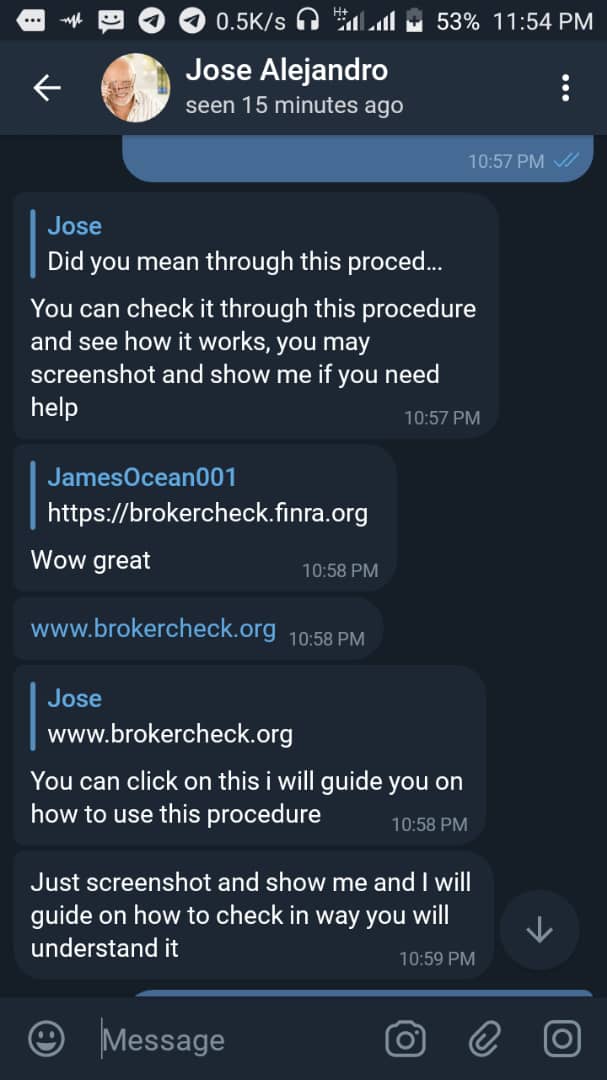 0.5K/s H+ 53% 11:54 PM
Jose Alejandro
seen 15 minutes ago
10:57 PM
Jose
Did you mean through this proced...
You can check it through this procedure
and see how it works, you may
screenshot and show me if you need
help
10:57 PM
JamesOcean001
https://brokercheck.finra.org
Wow great
10:58 PM
www.brokercheck.org 10:58 PM
Jose
www.brokercheck.org
You can click on this i will guide you on
how to use this procedure
10:58 PM
Just screenshot and show me and I will
guide on how to check in way you will
understand it
10:59 PM
Message